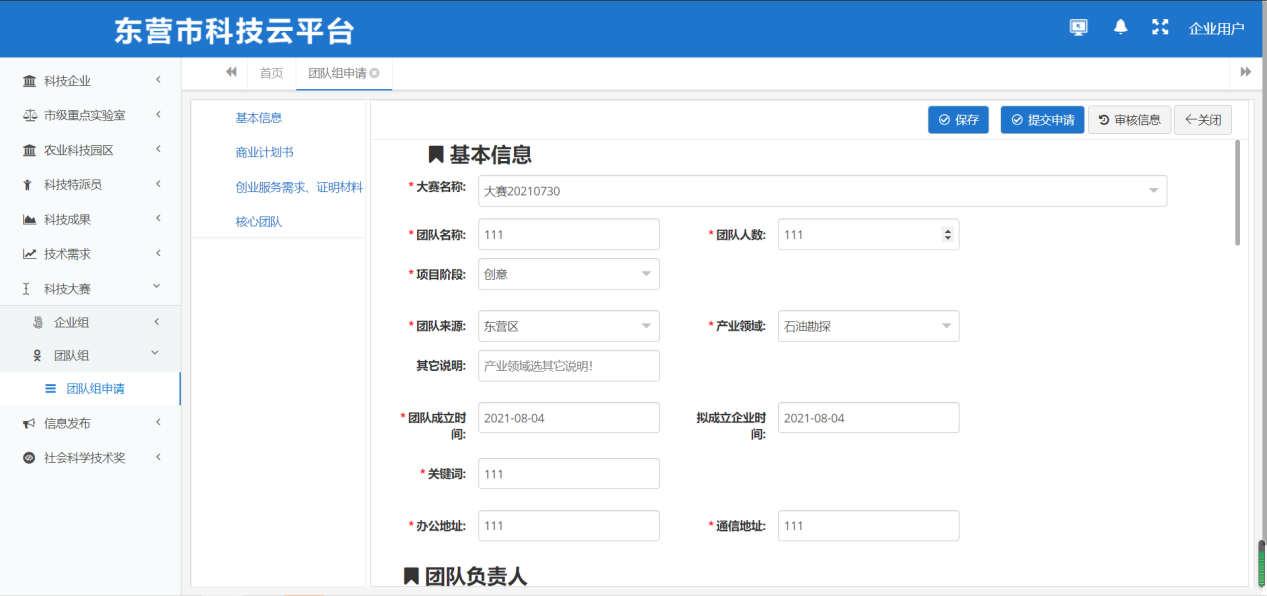 东营市科技云平台
企业用户
科技企业
市级重点实验室
农业科技园区
科技特派员
科技成果
技术需求
科技大赛
企业组
团队组
团队组申请
信息发布
社会科学技术奖
首页
团队组申请
基本信息
商业计划书
创业服务需求、证明材料
核心团队
保存
提交申请
审核信息
关闭
基本信息
*大赛名称: 大赛20210730
*团队名称: 111 *团队人数: 111
*项目阶段: 创意
*团队来源: 东营区 *产业领域: 石油勘探
其它说明: 产业领域选其它说明!
*团队成立时间: 2021-08-04 拟成立企业时间: 2021-08-04
*关键词: 111
*办公地址: 111 *通信地址: 111
团队负责人